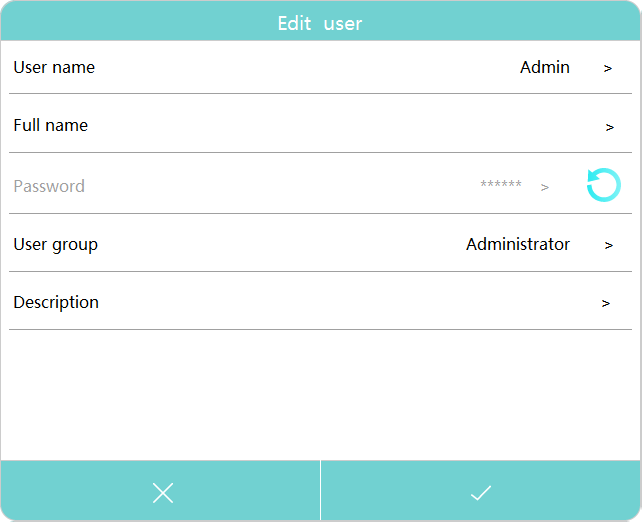 Edit user
User name Admin >
Full name >
Password ****** >
User group Administrator >
Description >